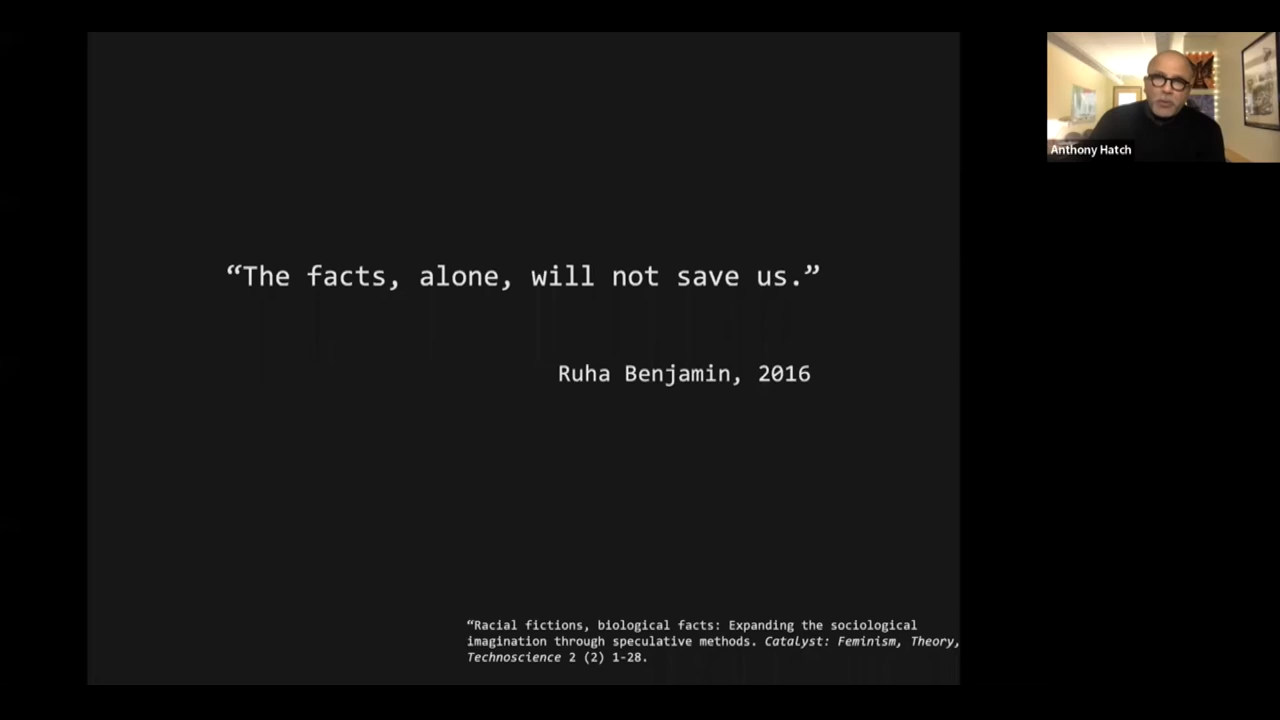 “The facts, alone, will not save us.”
Ruha Benjamin, 2016
“Racial fictions, biological facts: Expanding the sociological
imagination through speculative methods. Catalyst: Feminism, Theory,
Technoscience 2 (2) 1-28.
Anthony Hatch